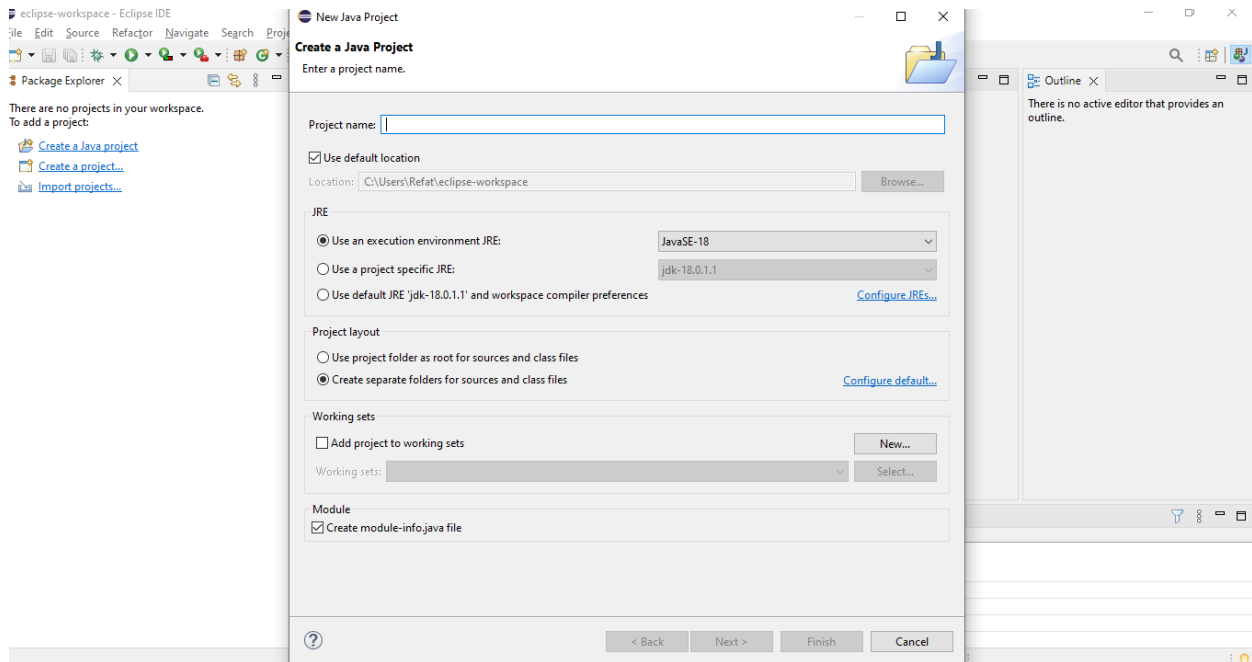 eclipse-workspace - Eclipse IDE
File Edit Source Refactor Navigate Search Proje
Package Explorer
There are no projects in your workspace.
To add a project:
Create a Java project
Create a project...
Import projects...
New Java Project
Create a Java Project
Enter a project name.
Project name:
Use default location
Location: C:\Users\Refat\eclipse-workspace Browse...
JRE
Use an execution environment JRE: JavaSE-18
Use a project specific JRE: jdk-18.0.1.1
Use default JRE 'jdk-18.0.1.1' and workspace compiler preferences Configure JREs...
Project layout
Use project folder as root for sources and class files
Create separate folders for sources and class files Configure default...
Working sets
Add project to working sets New...
Working sets: Select...
Module
Create module-info.java file
< Back Next > Finish Cancel
Outline
There is no active editor that provides an
outline.